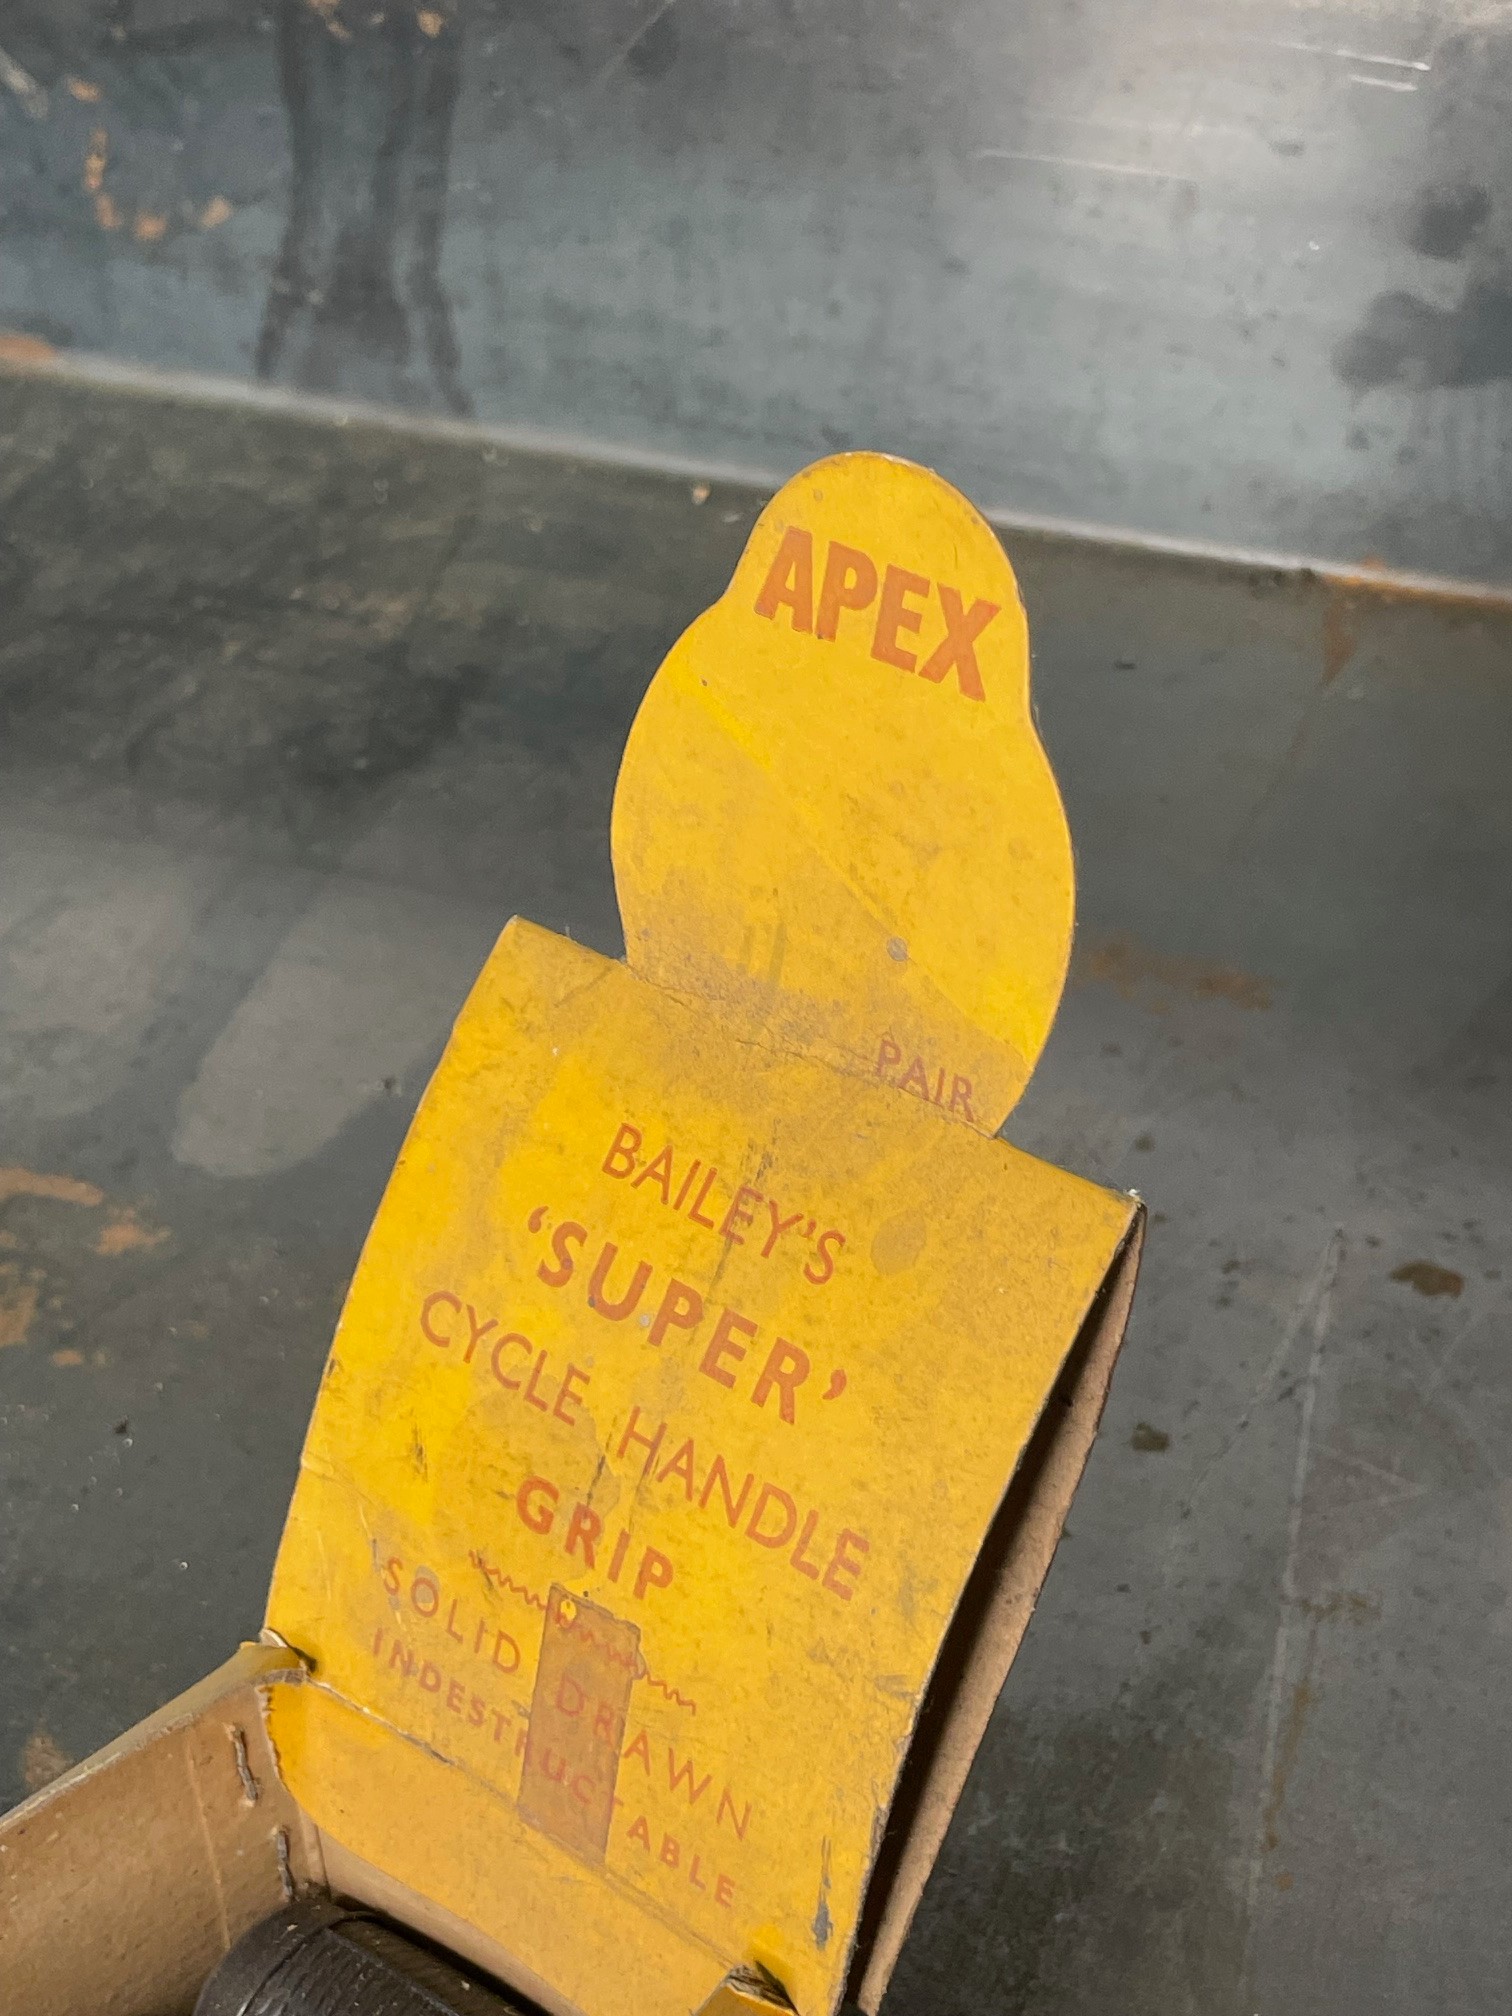 APEX
PAIR
BAILEY'S
'SUPER'
CYCLE HANDLE
GRIP
SOLID DRAWN
INDESTRUCTABLE